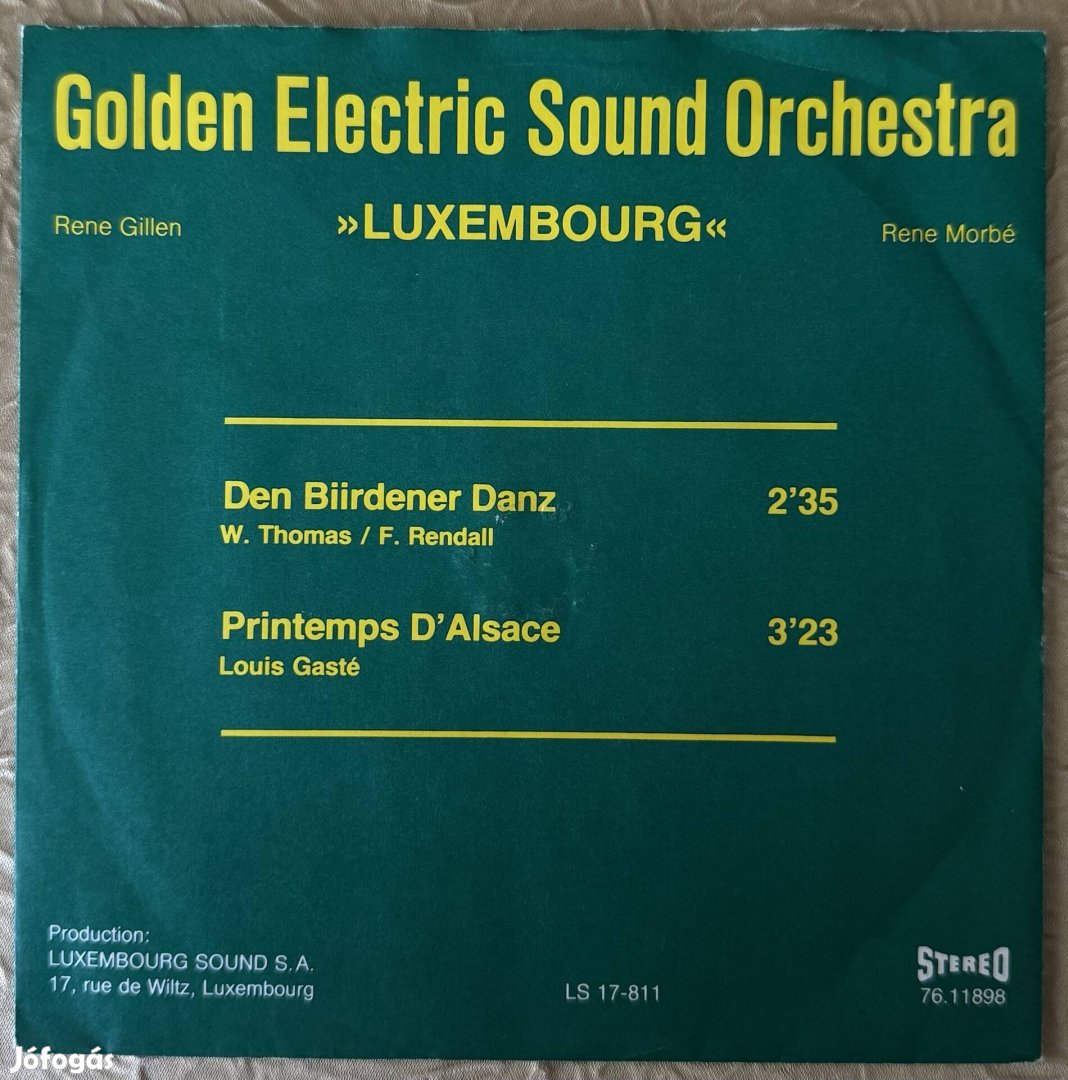 Golden Electric Sound Orchestra
Rene Gillen »LUXEMBOURG« Rene Morbé
Den Biirdener Danz 2’35
W. Thomas / F. Rendall
Printemps D’Alsace 3’23
Louis Gasté
Production:
LUXEMBOURG SOUND S.A.
17, rue de Wiltz, Luxembourg
LS 17-811
STEREO
76.11898
Jófogás